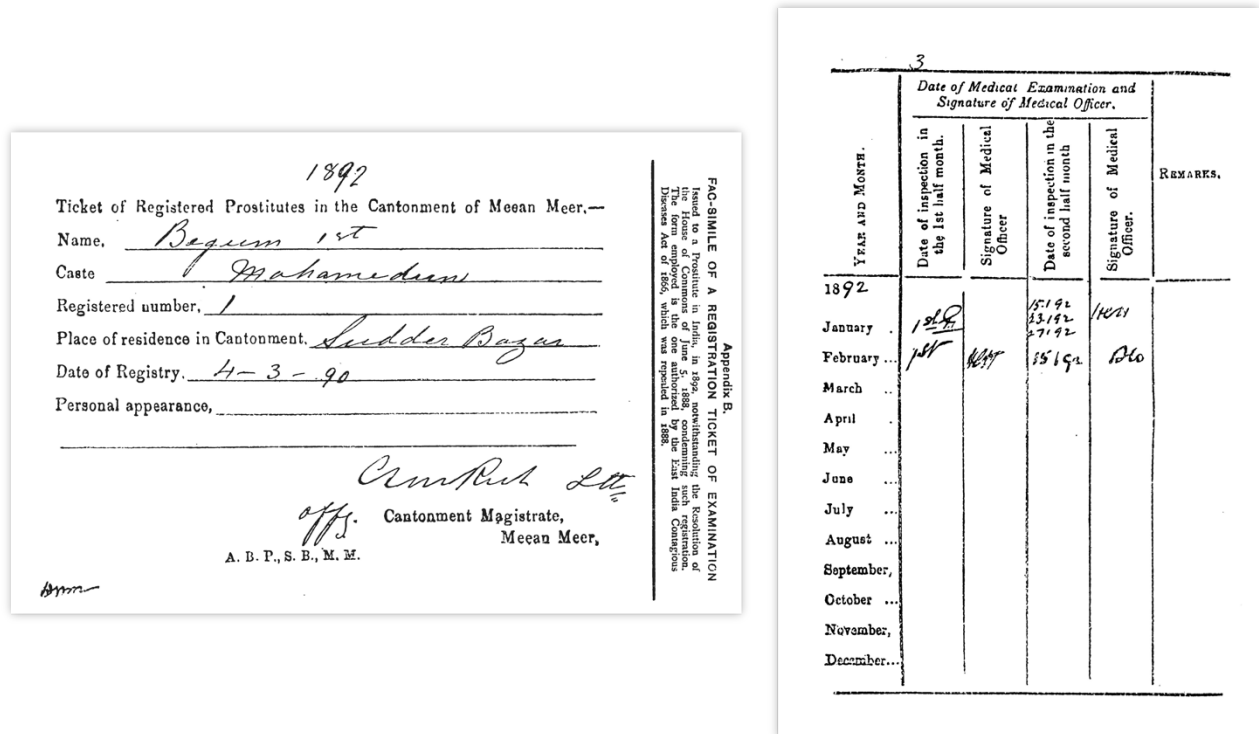 1892
Ticket of Registered Prostitutes in the Cantonment of Meean Meer.—
Name, Begum 1st
Caste Mohamedun
Registered number, 1
Place of residence in Cantonment. Sudder Bazar
Date of Registry. 4-3-90
Personal appearance,
Ltt
offg. Cantonment Magistrate,
Meean Meer,
A. B. P., S. B., M. M.
Appendix B.
FAC-SIMILE OF A REGISTRATION TICKET OF EXAMINATION
Issued to a Prostitute in India, in 1892, notwithstanding the Resolution of
the House of Commons of June 5, 1888, condemning such registration.
The form employed is the one authorized by the East India Contagious
Diseases Act of 1866, which was repealed in 1888.
3
Date of Medical Examination and
Signature of Medical Officer.
YEAR AND MONTH.
Date of inspection in
the 1st half month.
Signature of Medical
Officer
Date of inspection in the
second half month
Signature of Medical
Officer.
REMARKS.
1892
January . 1st
15.1.92
23.1.92
27.1.92
February ... 1st
March ..
April .
May ...
June ...
July ...
August ...
September,
October ...
November,
December...